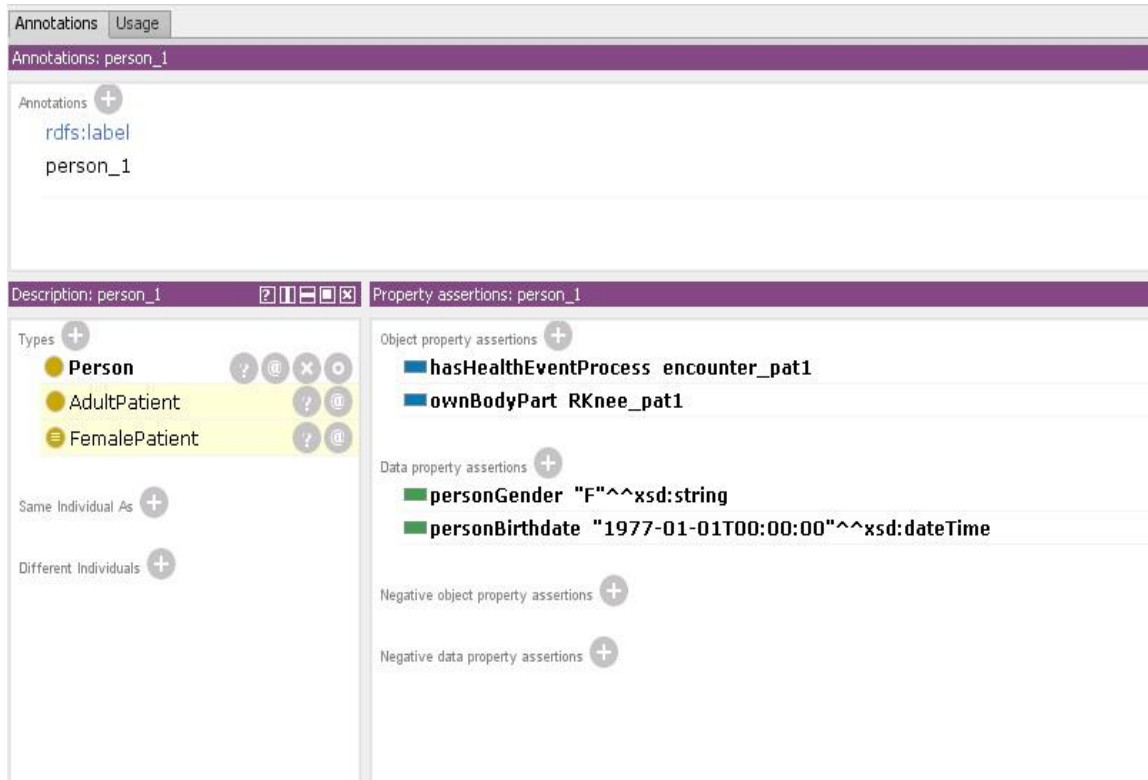 Annotations Usage
Annotations: person_1
Annotations
rdfs:label
person_1
Description: person_1
Types
Person
AdultPatient
FemalePatient
Same Individual As
Different Individuals
Property assertions: person_1
Object property assertions
hasHealthEventProcess encounter_pat1
ownBodyPart RKnee_pat1
Data property assertions
personGender "F"^^xsd:string
personBirthdate "1977-01-01T00:00:00"^^xsd:dateTime
Negative object property assertions
Negative data property assertions